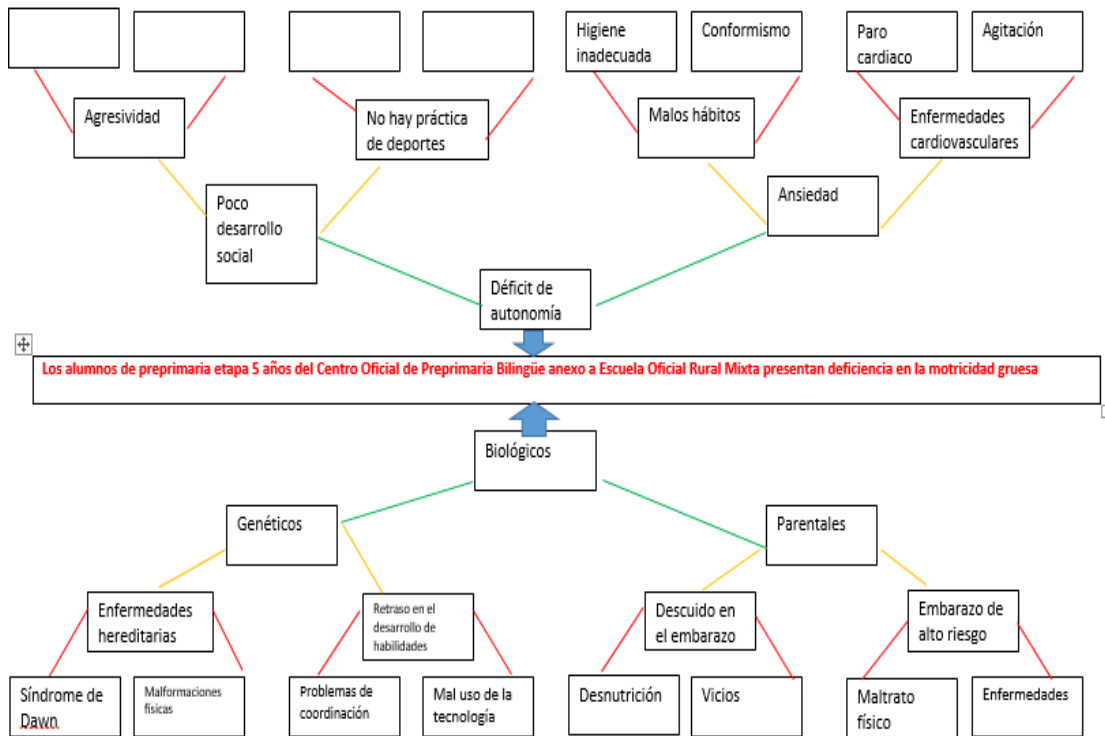 Higiene
inadecuada
Conformismo
Paro
cardiaco
Agitación
Agresividad
No hay práctica
de deportes
Malos hábitos
Enfermedades
cardiovasculares
Poco
desarrollo
social
Ansiedad
Déficit de
autonomía
Los alumnos de preprimaria etapa 5 años del Centro Oficial de Preprimaria Bilingüe anexo a Escuela Oficial Rural Mixta presentan deficiencia en la motricidad gruesa
Biológicos
Genéticos
Parentales
Enfermedades
hereditarias
Retraso en el
desarrollo de
habilidades
Descuido en
el embarazo
Embarazo de
alto riesgo
Síndrome de
Dawn
Malformaciones
físicas
Problemas de
coordinación
Mal uso de la
tecnología
Desnutrición
Vicios
Maltrato
físico
Enfermedades